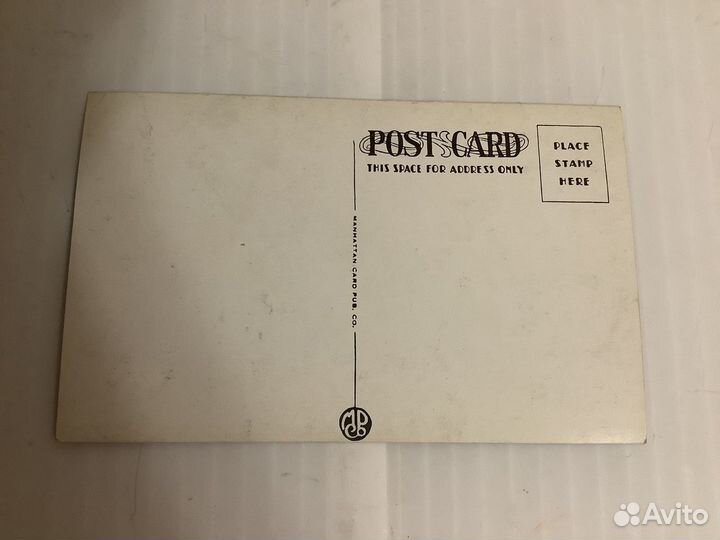 POST CARD
THIS SPACE FOR ADDRESS ONLY
PLACE
STAMP
HERE
MANHATTAN CARD PUB. CO.
Avito